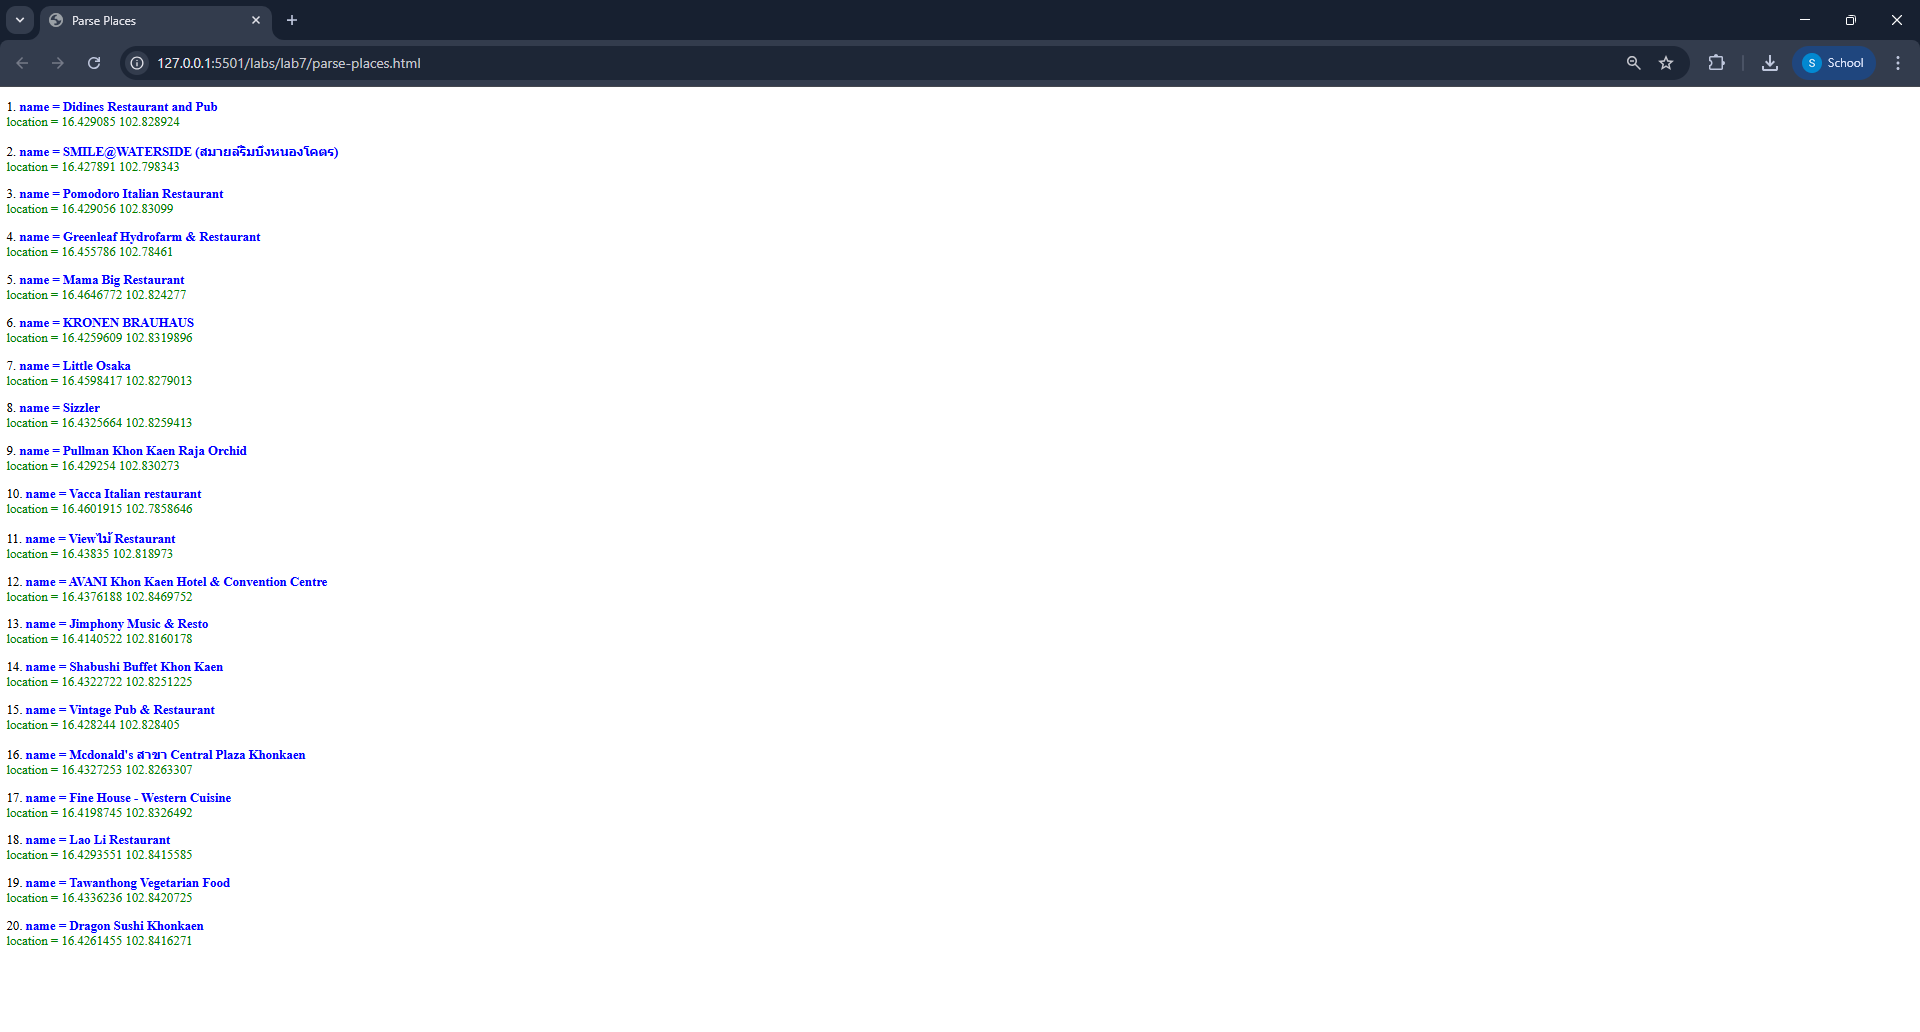 Parse Places
127.0.0.1:5501/labs/lab7/parse-places.html
S School
1. name = Didines Restaurant and Pub
location = 16.429085 102.828924
2. name = SMILE@WATERSIDE (สมายล์ริมบึงหนองโคตร)
location = 16.427891 102.798343
3. name = Pomodoro Italian Restaurant
location = 16.429056 102.83099
4. name = Greenleaf Hydrofarm & Restaurant
location = 16.455786 102.78461
5. name = Mama Big Restaurant
location = 16.4646772 102.824277
6. name = KRONEN BRAUHAUS
location = 16.4259609 102.8319896
7. name = Little Osaka
location = 16.4598417 102.8279013
8. name = Sizzler
location = 16.4325664 102.8259413
9. name = Pullman Khon Kaen Raja Orchid
location = 16.429254 102.830273
10. name = Vacca Italian restaurant
location = 16.4601915 102.7858646
11. name = Viewไม้ Restaurant
location = 16.43835 102.818973
12. name = AVANI Khon Kaen Hotel & Convention Centre
location = 16.4376188 102.8469752
13. name = Jimphony Music & Resto
location = 16.4140522 102.8160178
14. name = Shabushi Buffet Khon Kaen
location = 16.4322722 102.8251225
15. name = Vintage Pub & Restaurant
location = 16.428244 102.828405
16. name = Mcdonald's สาขา Central Plaza Khonkaen
location = 16.4327253 102.8263307
17. name = Fine House - Western Cuisine
location = 16.4198745 102.8326492
18. name = Lao Li Restaurant
location = 16.4293551 102.8415585
19. name = Tawanthong Vegetarian Food
location = 16.4336236 102.8420725
20. name = Dragon Sushi Khonkaen
location = 16.4261455 102.8416271